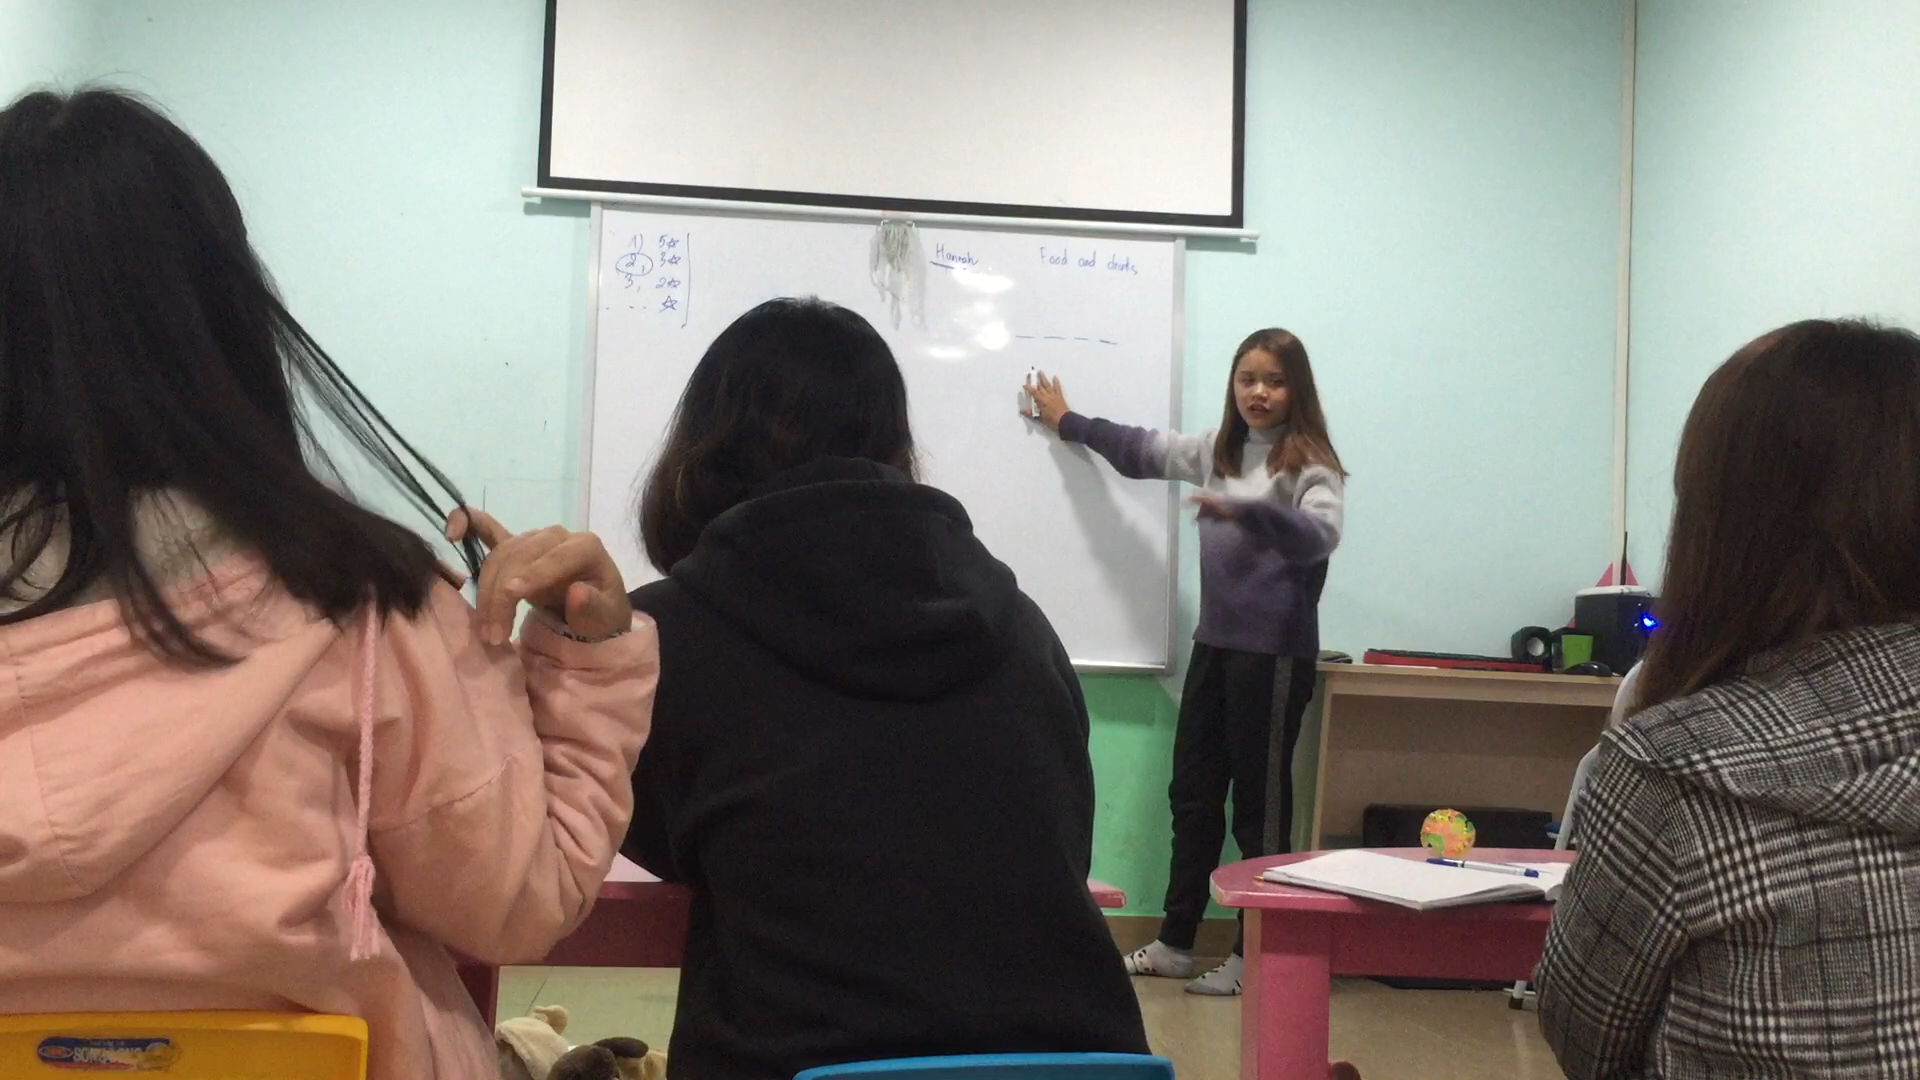 1) 5☆
2, 3☆
3, 2☆
. . . ☆
Hannah
Food and drinks